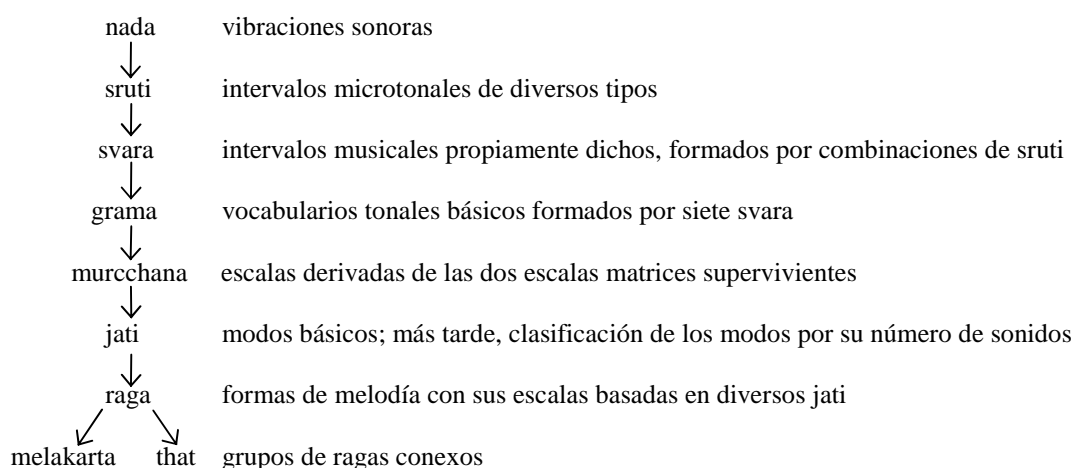 nada vibraciones sonoras
sruti intervalos microtonales de diversos tipos
svara intervalos musicales propiamente dichos, formados por combinaciones de sruti
grama vocabularios tonales básicos formados por siete svara
murcchana escalas derivadas de las dos escalas matrices supervivientes
jati modos básicos; más tarde, clasificación de los modos por su número de sonidos
raga formas de melodía con sus escalas basadas en diversos jati
melakarta that grupos de ragas conexos